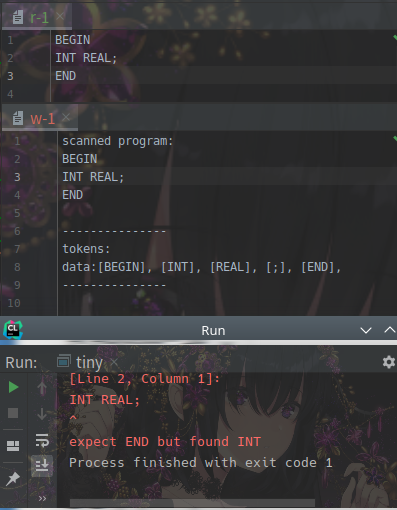 r-1
1 BEGIN
2 INT REAL;
3 END
4
w-1
1 scanned program:
2 BEGIN
3 INT REAL;
4 END
5
6 ---------------
7 tokens:
8 data:[BEGIN], [INT], [REAL], [;], [END],
9 ---------------
10
CL
Run
Run: tiny
[Line 2, Column 1]:
INT REAL;
^
expect END but found INT
Process finished with exit code 1